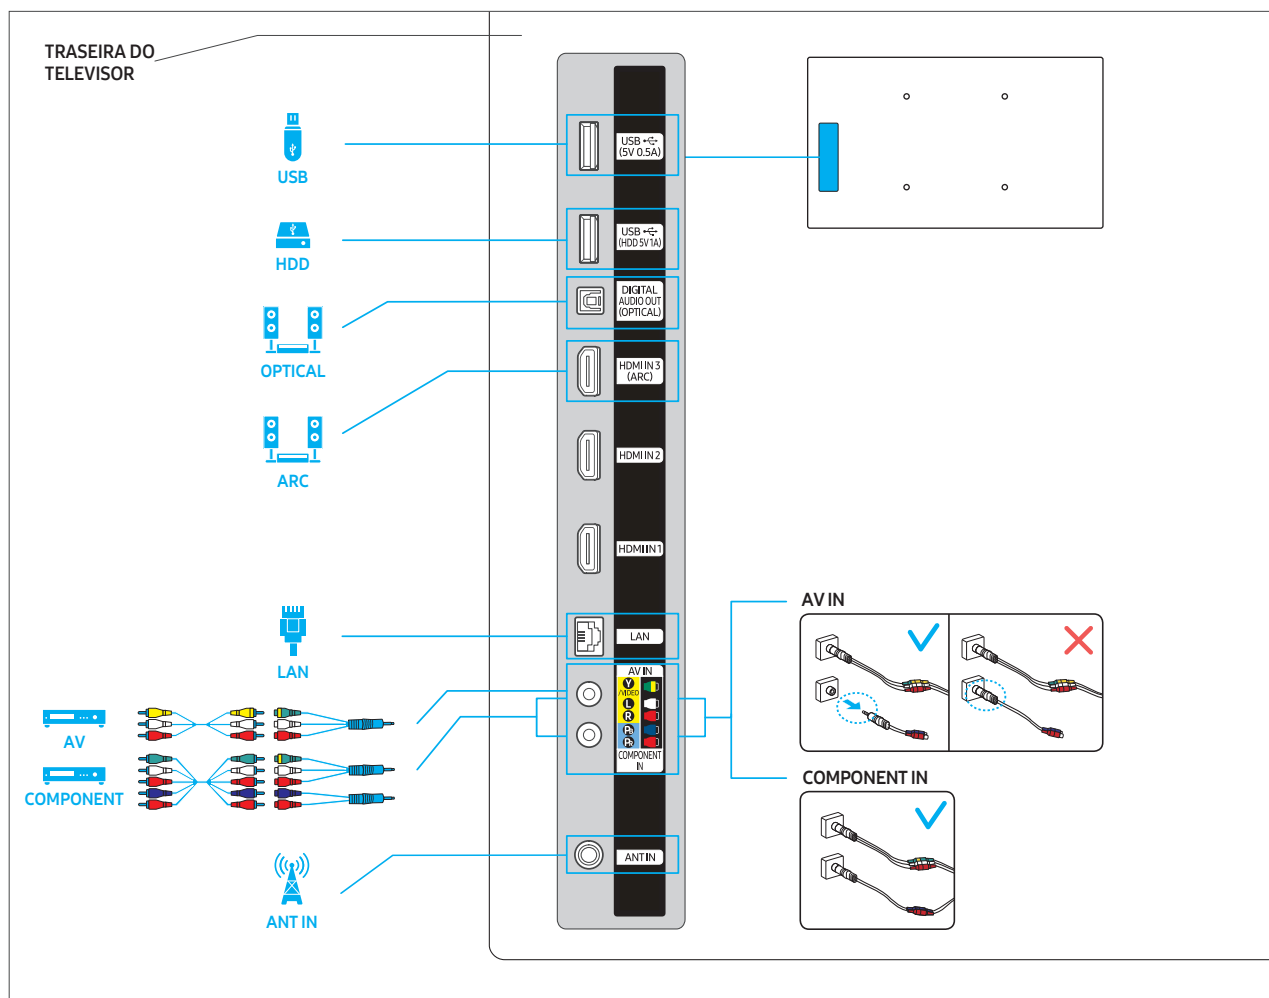 TRASEIRA DO
TELEVISOR
USB
HDD
OPTICAL
ARC
LAN
AV
COMPONENT
ANT IN
USB
(5V 0.5A)
USB
(HDD 5V 1A)
DIGITAL
AUDIO OUT
(OPTICAL)
HDMI IN 3
(ARC)
HDMI IN 2
HDMI IN 1
LAN
AV IN
Y
/VIDEO
L
R
PB
PR
COMPONENT
IN
ANT IN
AV IN
COMPONENT IN